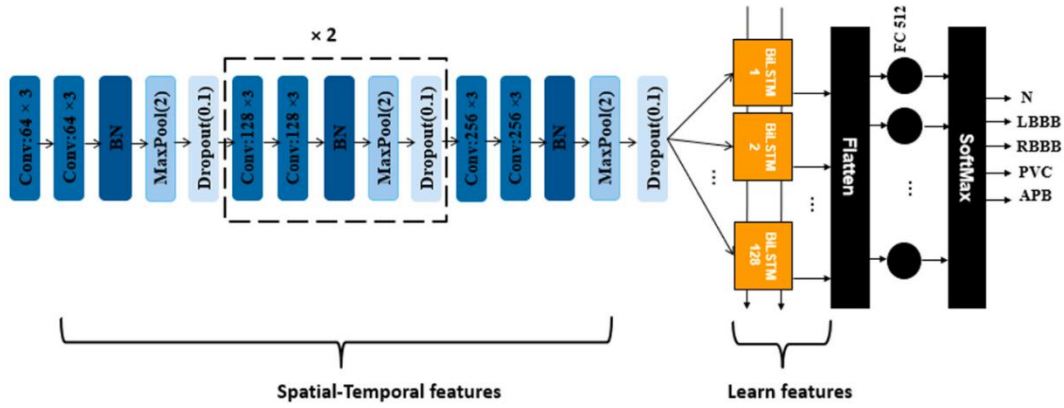 × 2
Conv:64 × 3
Conv:64 ×3
BN
MaxPool(2)
Dropout(0.1)
Conv:128 ×3
Conv:128 ×3
BN
MaxPool(2)
Dropout(0.1)
Conv:256 ×3
Conv:256 ×3
BN
MaxPool(2)
Dropout(0.1)
...
BiLSTM
1
BiLSTM
2
BiLSTM
128
...
Flatten
FC 512
...
SoftMax
N
LBBB
RBBB
PVC
APB
Spatial-Temporal features
Learn features